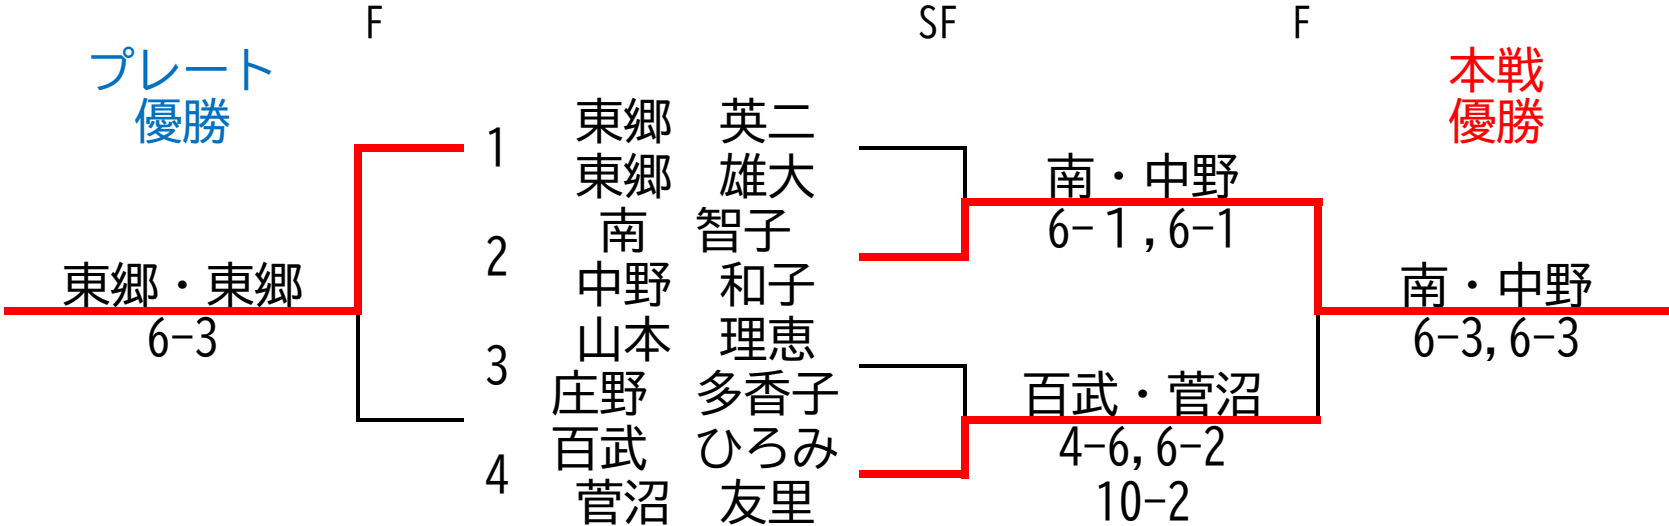 F SF F
プレート
優勝
本戦
優勝
1
東郷 英二
東郷 雄大
2
南 智子
中野 和子
3
山本 理恵
庄野 多香子
4
百武 ひろみ
菅沼 友里
東郷・東郷
6-3
南・中野
6-1,6-1
百武・菅沼
4-6,6-2
10-2
南・中野
6-3,6-3